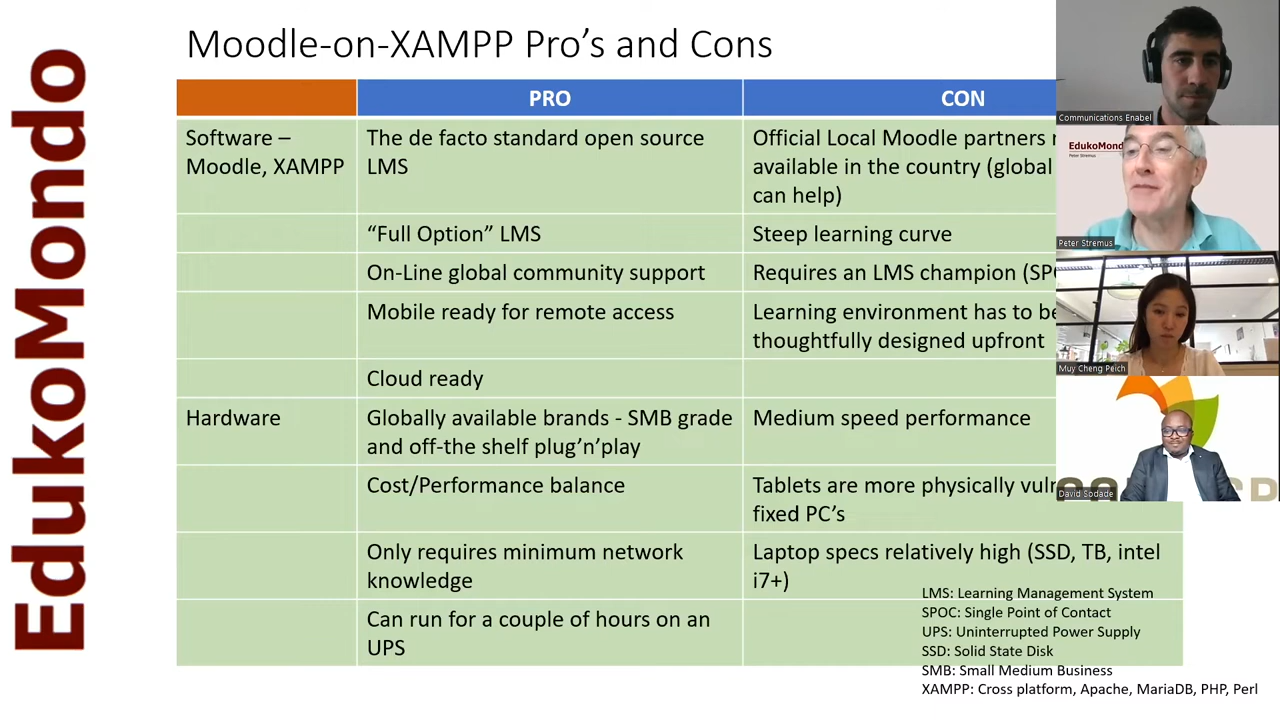 EdukoMondo
Moodle-on-XAMPP Pro’s and Cons
PRO
CON
Software –
Moodle, XAMPP
The de facto standard open source
LMS
Official Local Moodle partners
available in the country (global
can help)
“Full Option” LMS
Steep learning curve
On-Line global community support
Requires an LMS champion
Mobile ready for remote access
Learning environment has to be
thoughtfully designed upfront
Cloud ready
Hardware
Globally available brands - SMB grade
and off-the shelf plug’n’play
Medium speed performance
Cost/Performance balance
Tablets are more physically
fixed PC’s
Only requires minimum network
knowledge
Laptop specs relatively high (SSD, TB, intel
i7+)
Can run for a couple of hours on an
UPS
LMS: Learning Management System
SPOC: Single Point of Contact
UPS: Uninterrupted Power Supply
SSD: Solid State Disk
SMB: Small Medium Business
XAMPP: Cross platform, Apache, MariaDB, PHP, Perl
Communications Enabel
Peter Stremus
Peter Stremus
Muy Cheng Peich
David Sodade